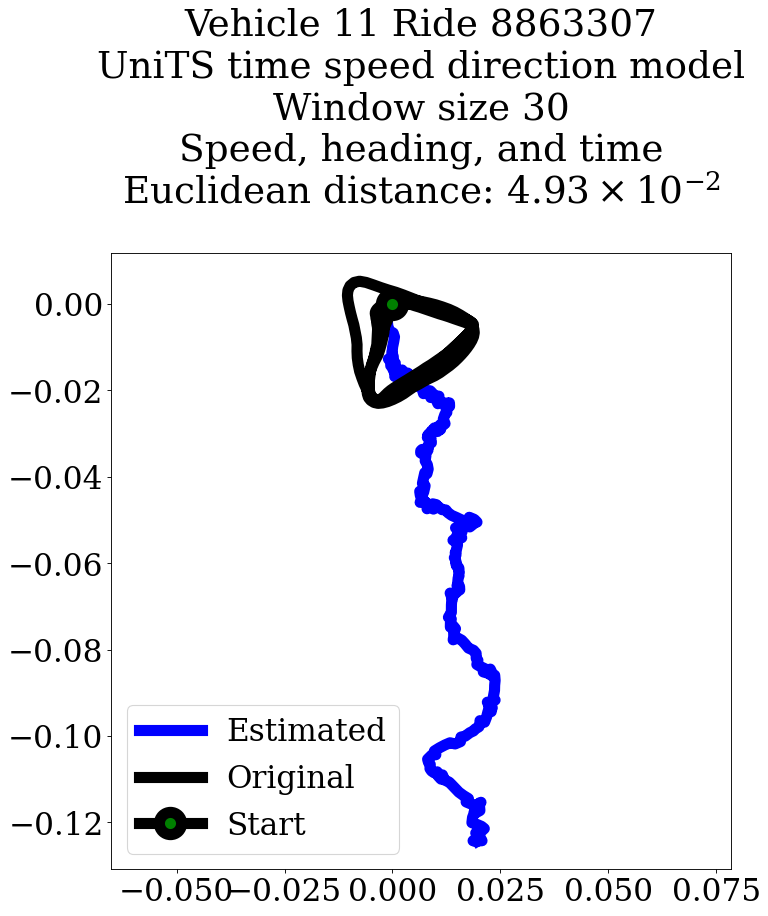 Vehicle 11 Ride 8863307
UniTS time speed direction model
Window size 30
Speed, heading, and time
Euclidean distance: 4.93 × 10⁻²
0.00
−0.02
−0.04
−0.06
−0.08
−0.10
−0.12
Estimated
Original
Start
−0.050 −0.025 0.000 0.025 0.050 0.075